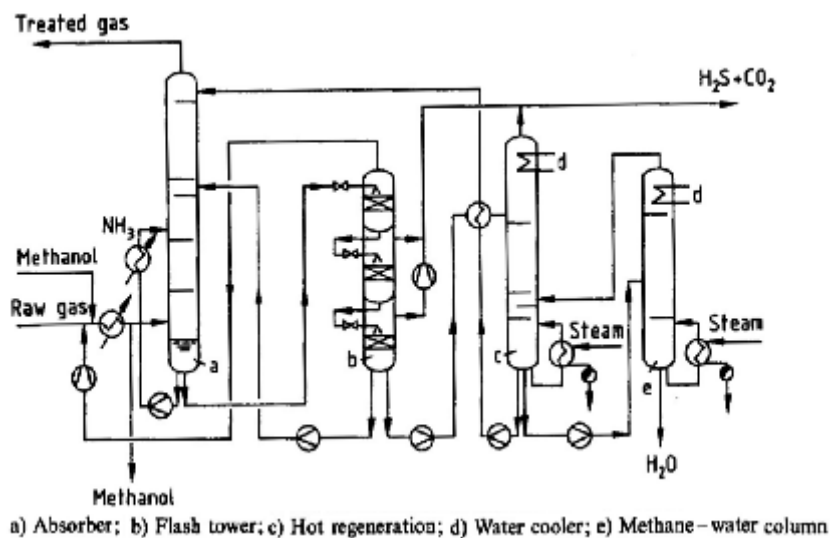 Treated gas
H₂S+CO₂
d
d
NH₃
Methanol
Raw gas
Steam
Steam
a
b
c
e
H₂O
Methanol
a) Absorber; b) Flash tower; c) Hot regeneration; d) Water cooler; e) Methane–water column